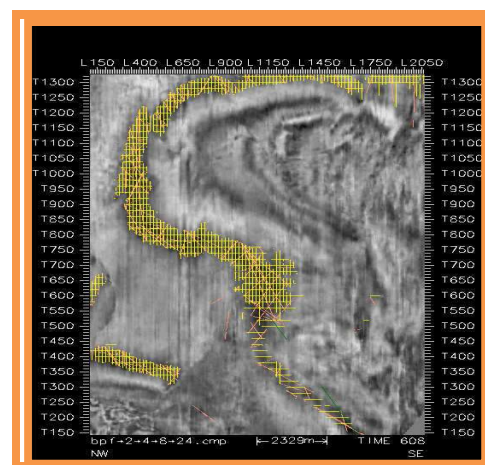 L150 L400 L650 L900 L1150 L1450 L1750 L2050
T1300 T1300
T1250 T1250
T1200 T1200
T1150 T1150
T1100 T1100
T1050 T1050
T1000 T1000
T950 T950
T900 T900
T850 T850
T800 T800
T750 T750
T700 T700
T650 T650
T600 T600
T550 T550
T500 T500
T450 T450
T400 T400
T350 T350
T300 T300
T250 T250
T200 T200
T150 T150
bpf→2→4→8→24.cmp 2329m TIME 608
NW SE